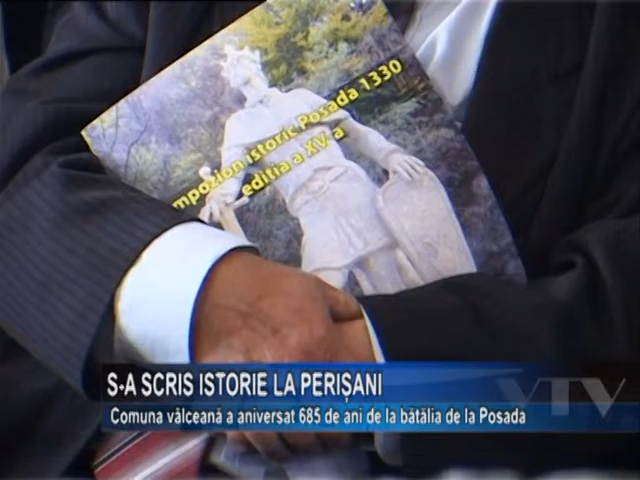 mpozion istoric Posada 1330
editia a XV-a
S-A SCRIS ISTORIE LA PERIȘANI
VTV
Comuna vâlceană a aniversat 685 de ani de la bătălia de la Posada